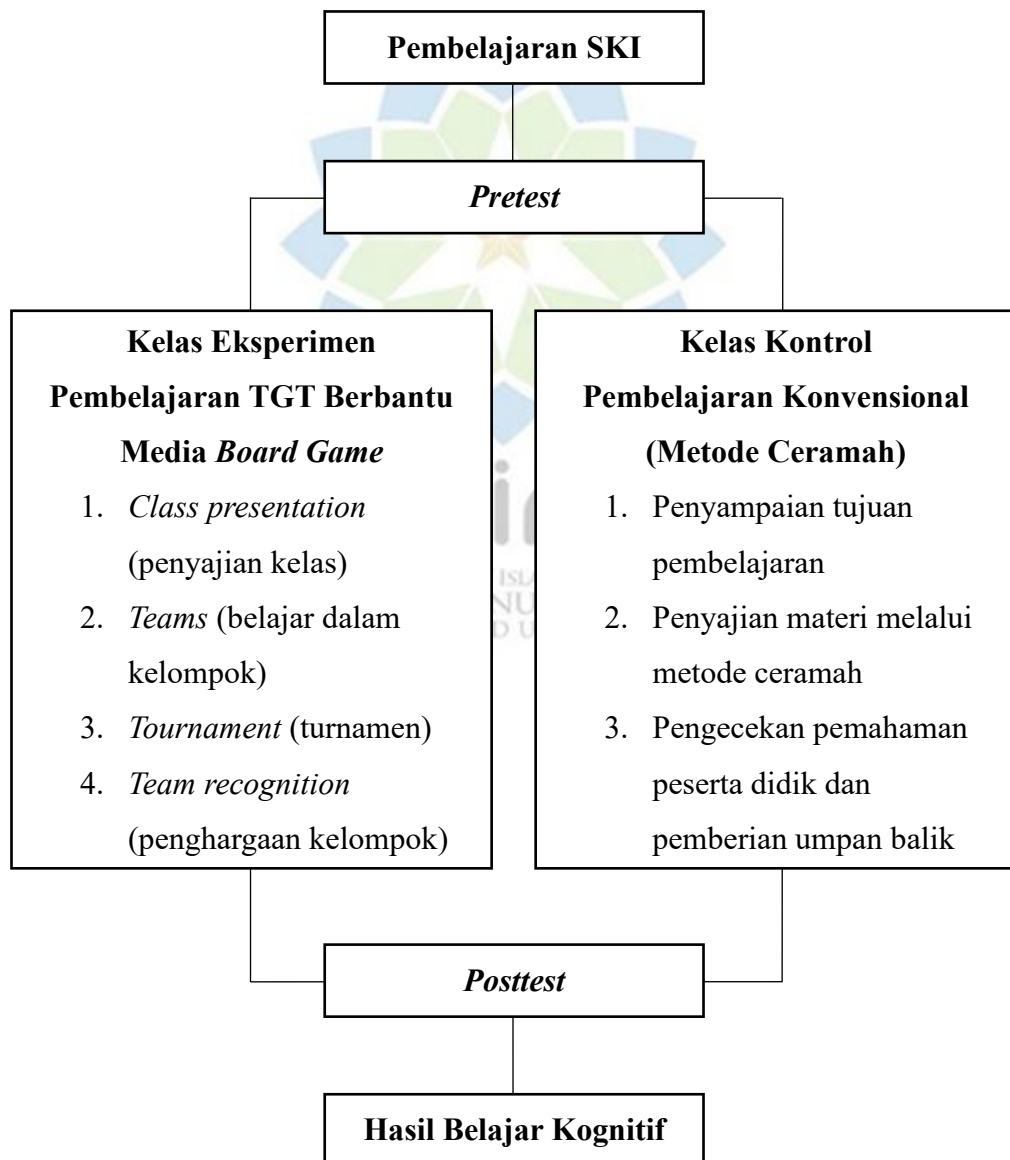 Pembelajaran SKI
Pretest
Kelas Eksperimen
Pembelajaran TGT Berbantu
Media Board Game
1. Class presentation
(penyajian kelas)
2. Teams (belajar dalam
kelompok)
3. Tournament (turnamen)
4. Team recognition
(penghargaan kelompok)
Kelas Kontrol
Pembelajaran Konvensional
(Metode Ceramah)
1. Penyampaian tujuan
pembelajaran
2. Penyajian materi melalui
metode ceramah
3. Pengecekan pemahaman
peserta didik dan
pemberian umpan balik
Posttest
Hasil Belajar Kognitif